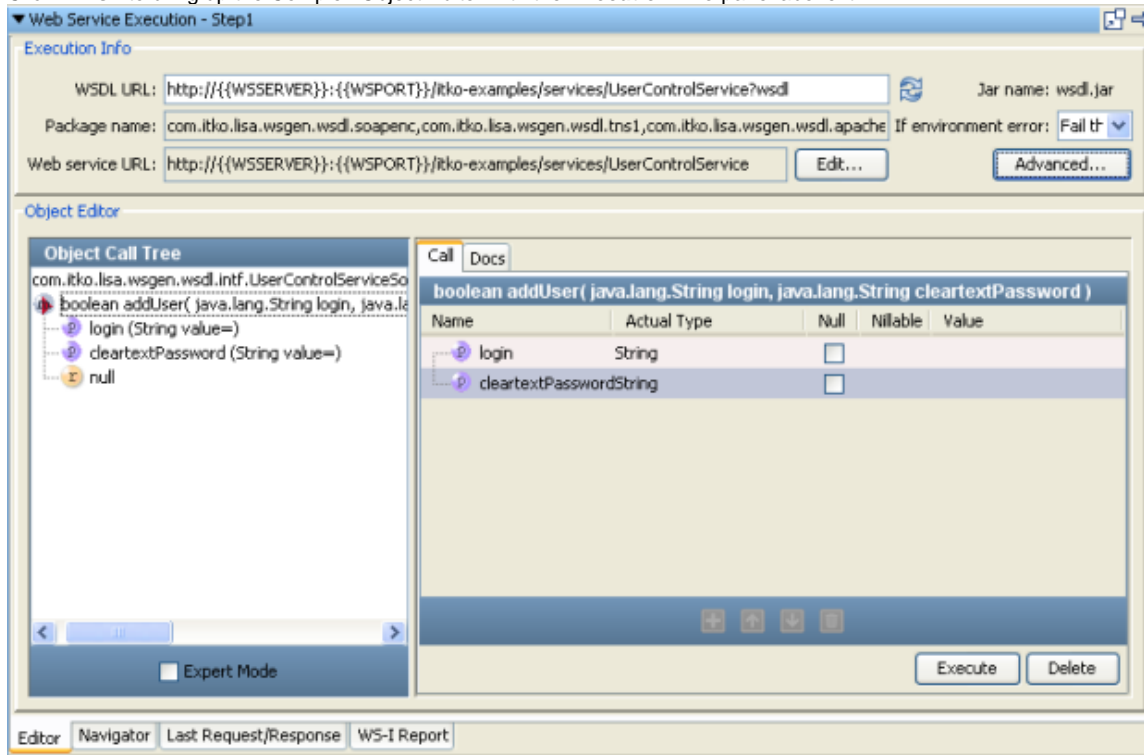 Web Service Execution - Step1
Execution Info
WSDL URL: http://{{WSSERVER}}:{{WSPORT}}/itko-examples/services/UserControlService?wsdl Jar name: wsdl.jar
Package name: com.itko.lisa.wsgen.wsdl.soapenc,com.itko.lisa.wsgen.wsdl.tns1,com.itko.lisa.wsgen.wsdl.apache If environment error: Fail th
Web service URL: http://{{WSSERVER}}:{{WSPORT}}/itko-examples/services/UserControlService Edit... Advanced...
Object Editor
Object Call Tree
com.itko.lisa.wsgen.wsdl.intf.UserControlServiceSo
boolean addUser( java.lang.String login, java.la
login (String value=)
cleartextPassword (String value=)
null
Expert Mode
Call Docs
boolean addUser( java.lang.String login, java.lang.String cleartextPassword )
Name Actual Type Null Nillable Value
login String
cleartextPassword String
Execute Delete
Editor Navigator Last Request/Response WS-I Report